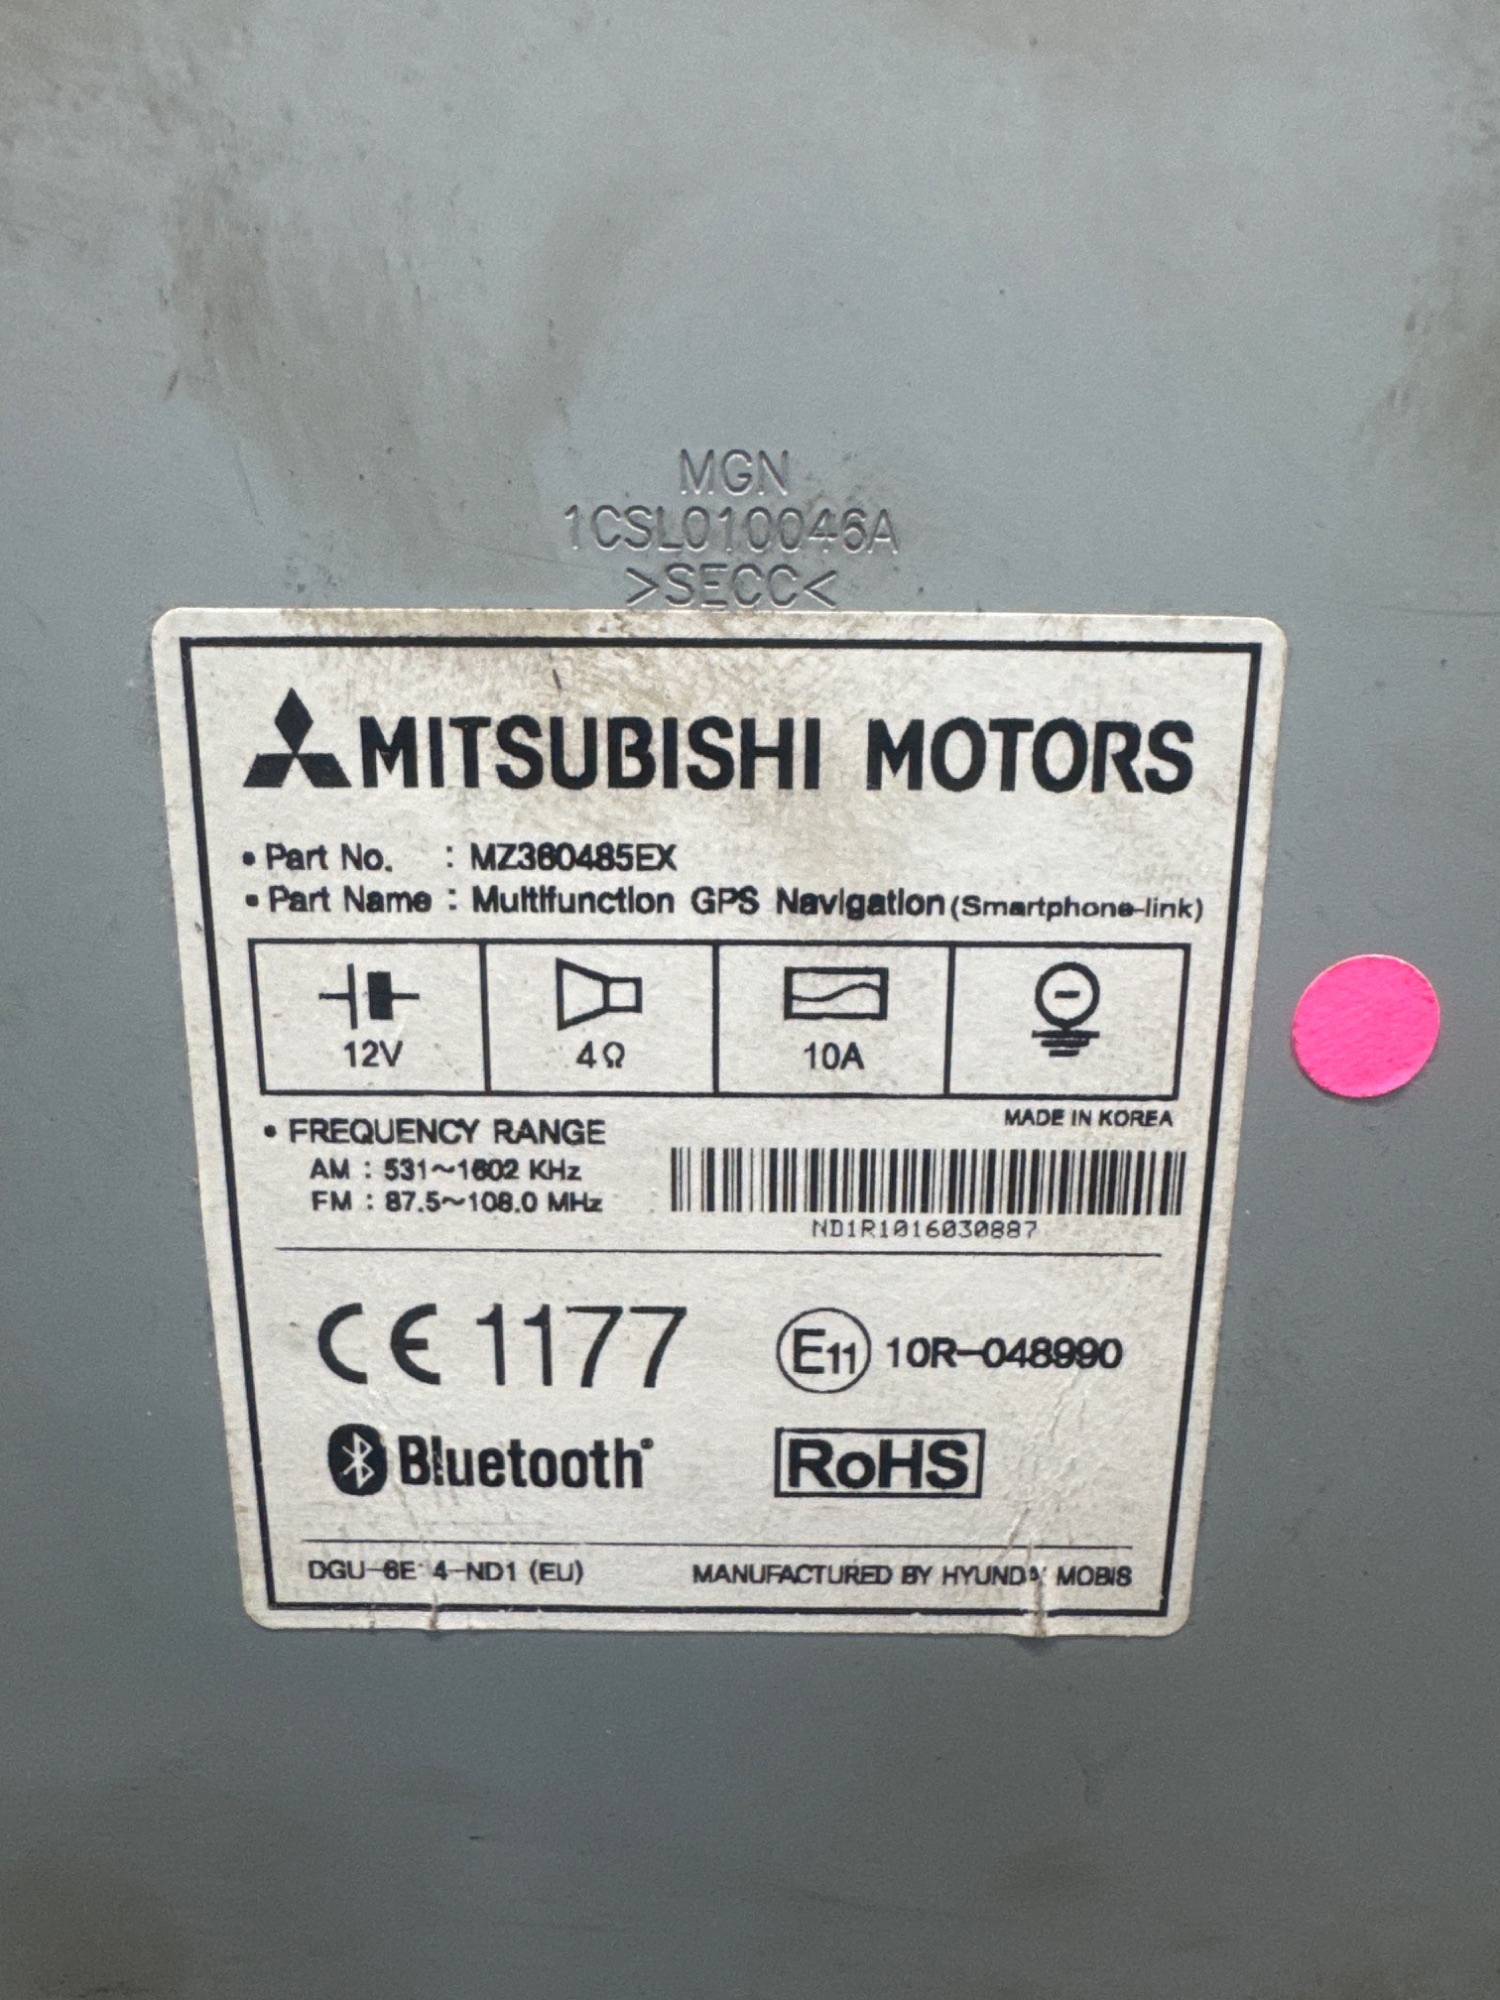 MGN
1CSL010046A
>SECC<
MITSUBISHI MOTORS
• Part No. : MZ360485EX
• Part Name : Multifunction GPS Navigation (Smartphone-link)
12V 4Ω 10A
MADE IN KOREA
• FREQUENCY RANGE
AM : 531~1602 KHz
FM : 87.5~108.0 MHz
ND1R1016030887
CE 1177
E11 10R-048990
Bluetooth®
RoHS
(EU)
MANUFACTURED BY HYUNDAI MOBIS